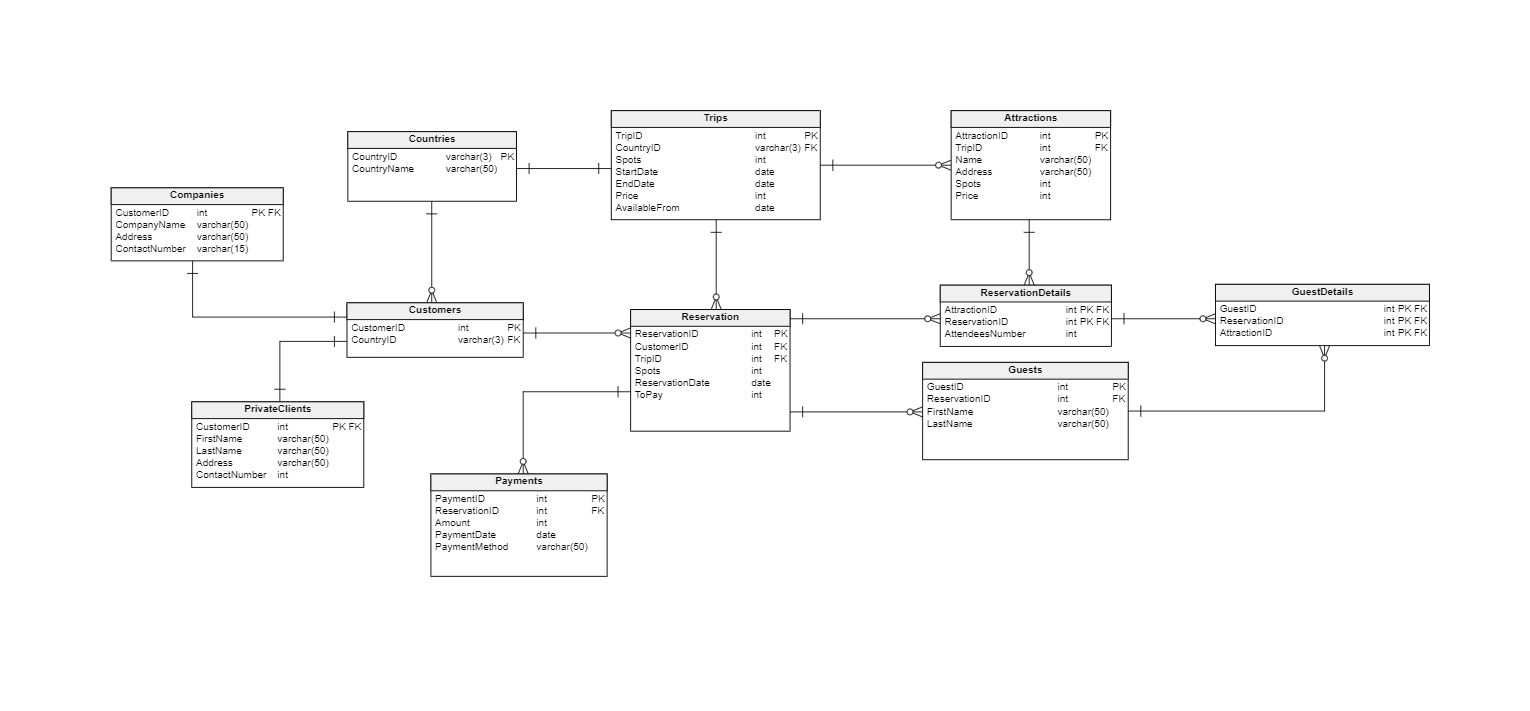 Trips
TripID int PK
CountryID varchar(3) FK
Spots int
StartDate date
EndDate date
Price int
AvailableFrom date
Attractions
AttractionID int PK
TripID int FK
Name varchar(50)
Address varchar(50)
Spots int
Price int
Countries
CountryID varchar(3) PK
CountryName varchar(50)
Companies
CustomerID int PK FK
CompanyName varchar(50)
Address varchar(50)
ContactNumber varchar(15)
Customers
CustomerID int PK
CountryID varchar(3) FK
Reservation
ReservationID int PK
CustomerID int FK
TripID int FK
Spots int
ReservationDate date
ToPay int
ReservationDetails
AttractionID int PK FK
ReservationID int PK FK
AttendeesNumber int
GuestDetails
GuestID int PK FK
ReservationID int PK FK
AttractionID int PK FK
Guests
GuestID int PK
ReservationID int FK
FirstName varchar(50)
LastName varchar(50)
PrivateClients
CustomerID int PK FK
FirstName varchar(50)
LastName varchar(50)
Address varchar(50)
ContactNumber int
Payments
PaymentID int PK
ReservationID int FK
Amount int
PaymentDate date
PaymentMethod varchar(50)